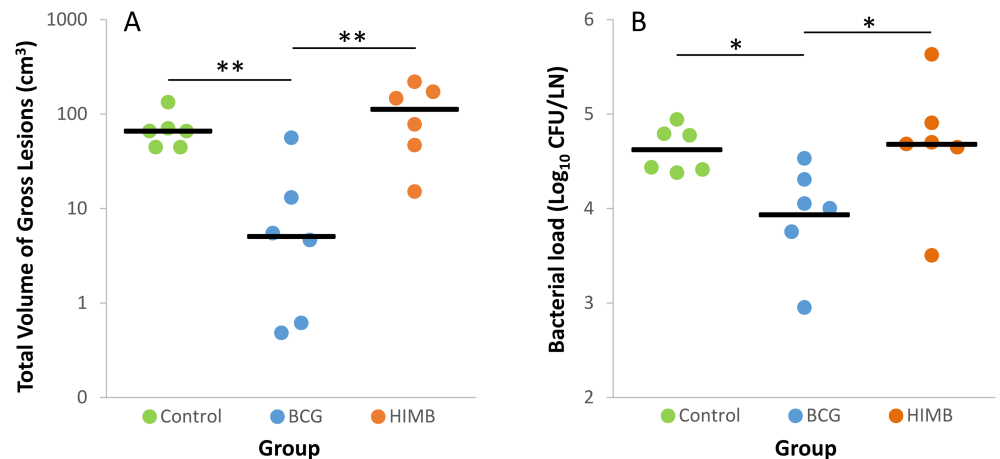 A
Total Volume of Gross Lesions (cm³)
1000
100
10
1
0
**
**
Control
BCG
HIMB
Group
B
Bacterial load (Log₁₀ CFU/LN)
6
5
4
3
2
*
*
Control
BCG
HIMB
Group